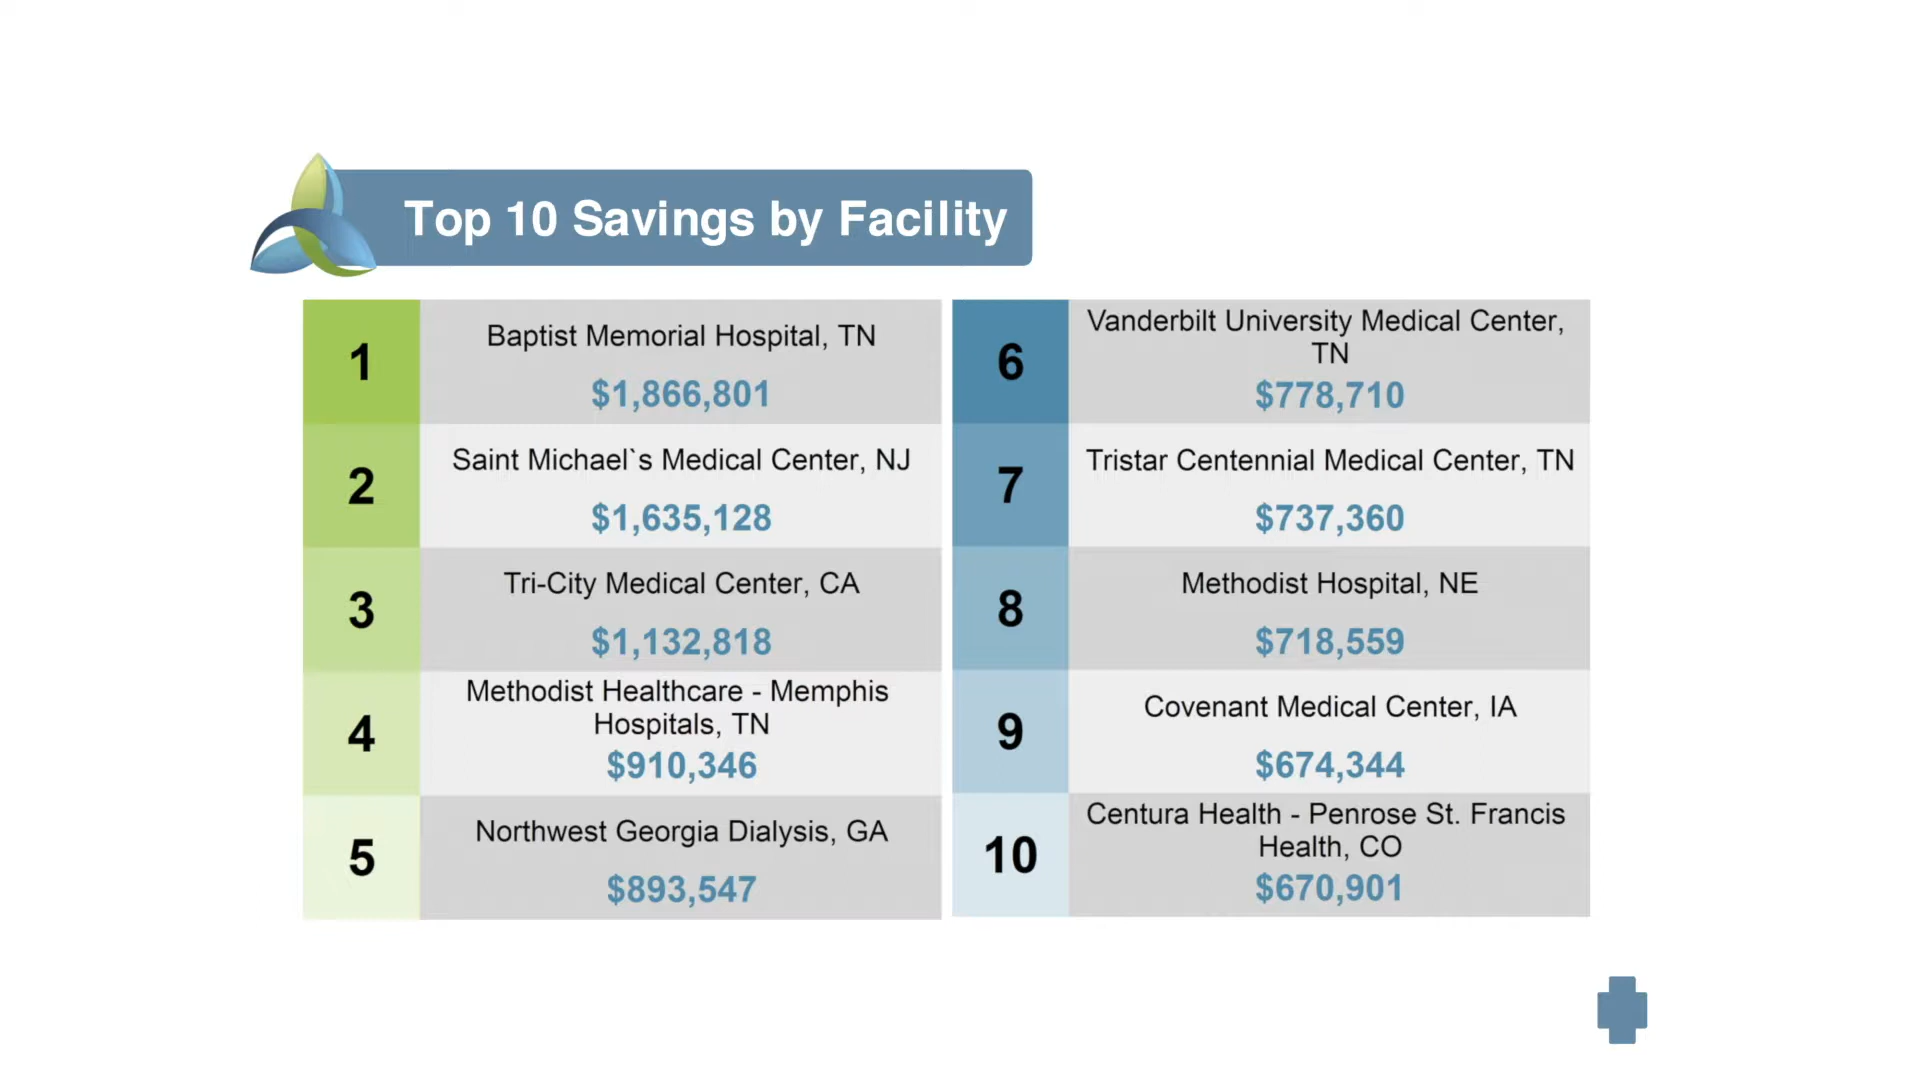 Top 10 Savings by Facility
1
Baptist Memorial Hospital, TN
$1,866,801
2
Saint Michael`s Medical Center, NJ
$1,635,128
3
Tri-City Medical Center, CA
$1,132,818
4
Methodist Healthcare - Memphis
Hospitals, TN
$910,346
5
Northwest Georgia Dialysis, GA
$893,547
6
Vanderbilt University Medical Center,
TN
$778,710
7
Tristar Centennial Medical Center, TN
$737,360
8
Methodist Hospital, NE
$718,559
9
Covenant Medical Center, IA
$674,344
10
Centura Health - Penrose St. Francis
Health, CO
$670,901